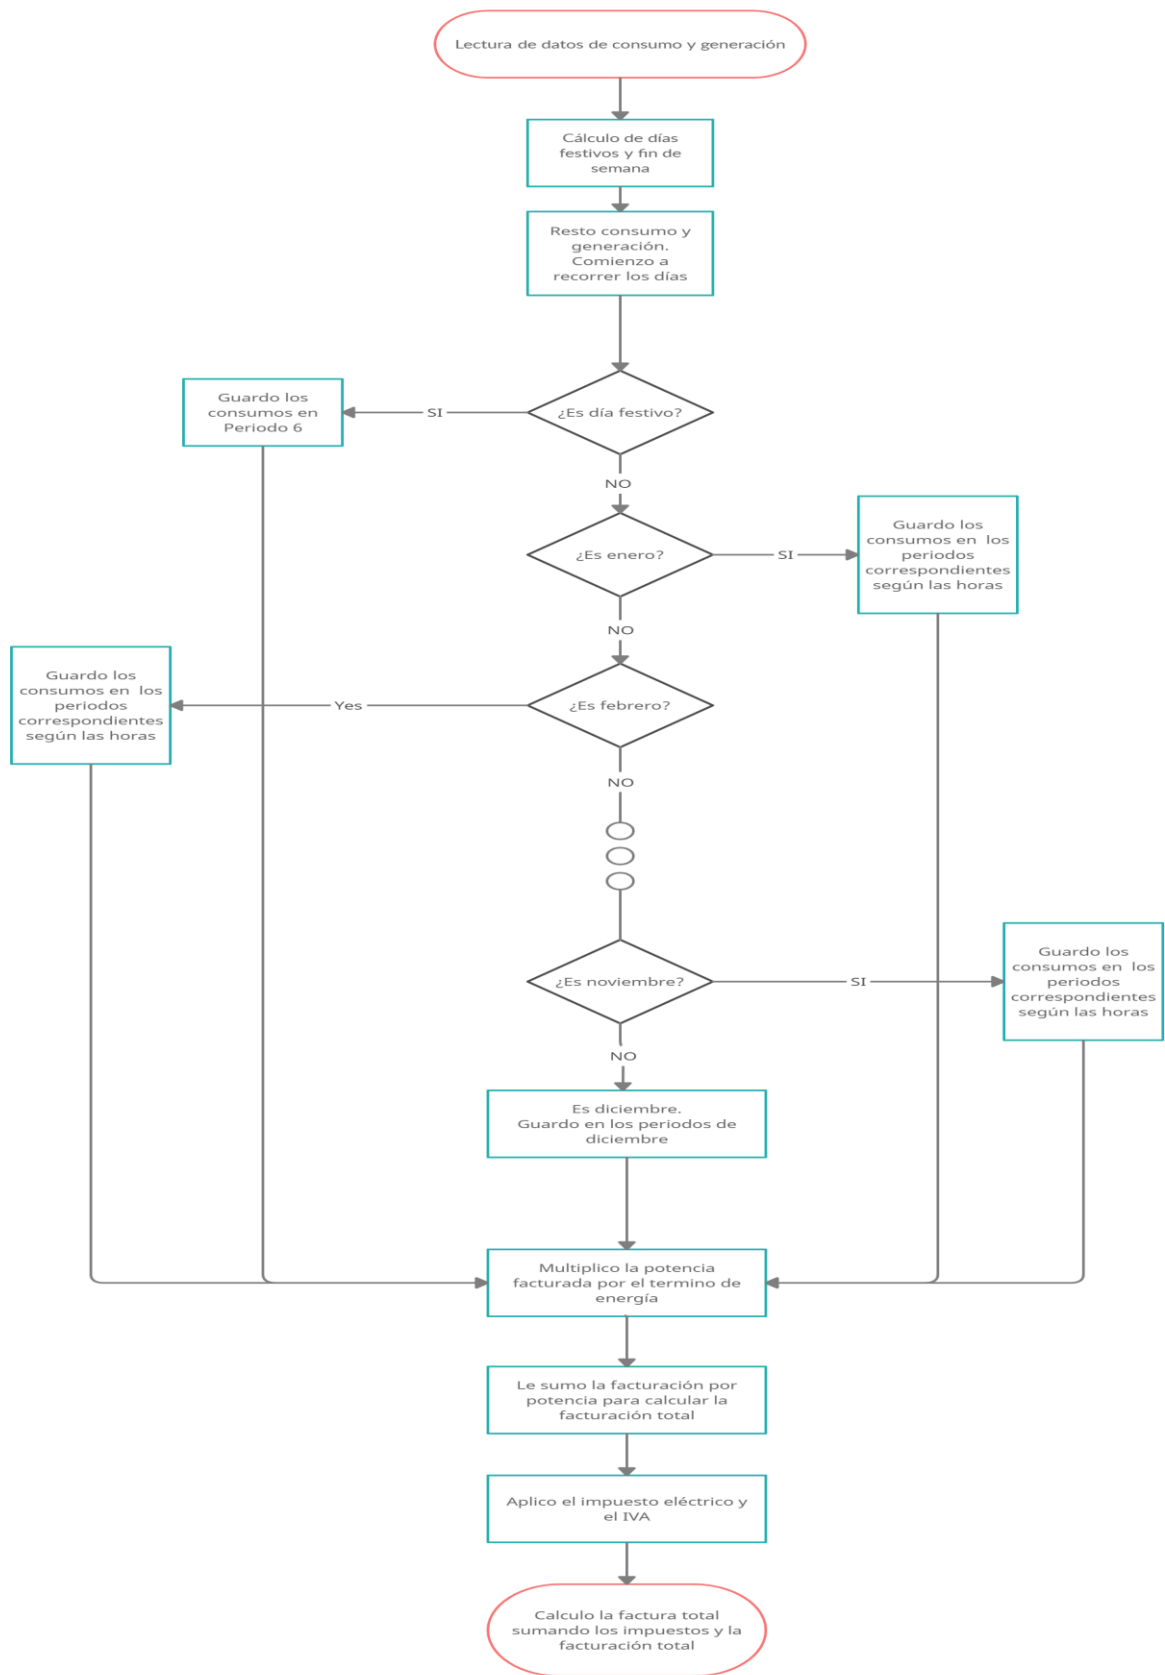 Lectura de datos de consumo y generación
Cálculo de días
festivos y fin de
semana
Resto consumo y
generación.
Comienzo a
recorrer los días
¿Es día festivo?
SI
Guardo los
consumos en
Periodo 6
NO
¿Es enero?
SI
Guardo los
consumos en los
periodos
correspondientes
según las horas
NO
¿Es febrero?
Yes
Guardo los
consumos en los
periodos
correspondientes
según las horas
NO
¿Es noviembre?
SI
Guardo los
consumos en los
periodos
correspondientes
según las horas
NO
Es diciembre.
Guardo en los periodos de
diciembre
Multiplico la potencia
facturada por el termino de
energía
Le sumo la facturación por
potencia para calcular la
facturación total
Aplico el impuesto eléctrico y
el IVA
Calculo la factura total
sumando los impuestos y la
facturación total